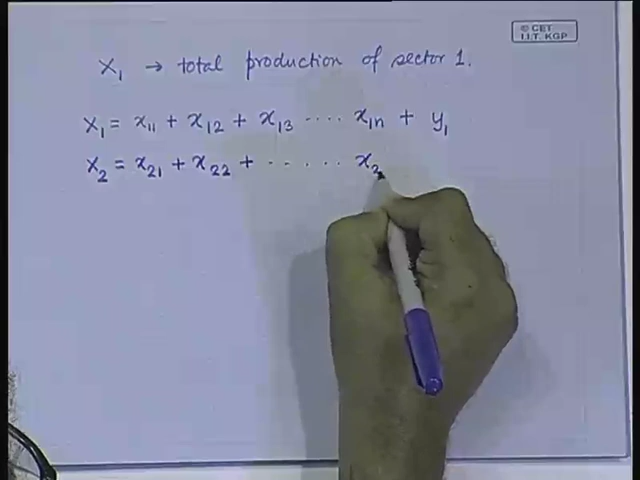 © CET
I.I.T. KGP
X₁ → total production of sector 1.
X₁ = x₁₁ + x₁₂ + x₁₃ .... x₁ₙ + y₁
X₂ = x₂₁ + x₂₂ + ...... x₂